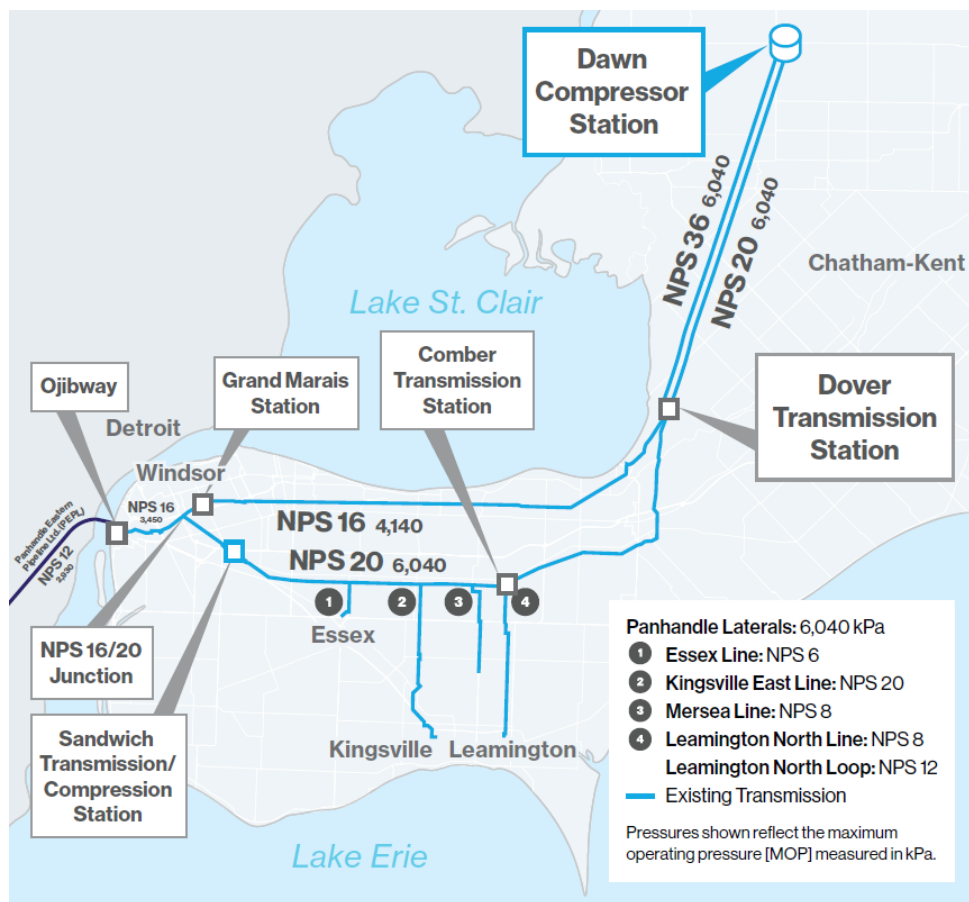 Dawn
Compressor
Station
NPS 36 6,040
NPS 20 6,040
Chatham-Kent
Lake St. Clair
Comber
Transmission
Station
Grand Marais
Station
Ojibway
Dover
Transmission
Station
Detroit
Windsor
NPS 16
3,450
Panhandle Eastern
Pipeline Ltd. (PEPL)
NPS 12
2,930
NPS 16 4,140
NPS 20 6,040
1
2
3
4
Essex
NPS 16/20
Junction
Sandwich
Transmission/
Compression
Station
Kingsville
Leamington
Lake Erie
Panhandle Laterals: 6,040 kPa
1 Essex Line: NPS 6
2 Kingsville East Line: NPS 20
3 Mersea Line: NPS 8
4 Leamington North Line: NPS 8
Leamington North Loop: NPS 12
Existing Transmission
Pressures shown reflect the maximum
operating pressure [MOP] measured in kPa.